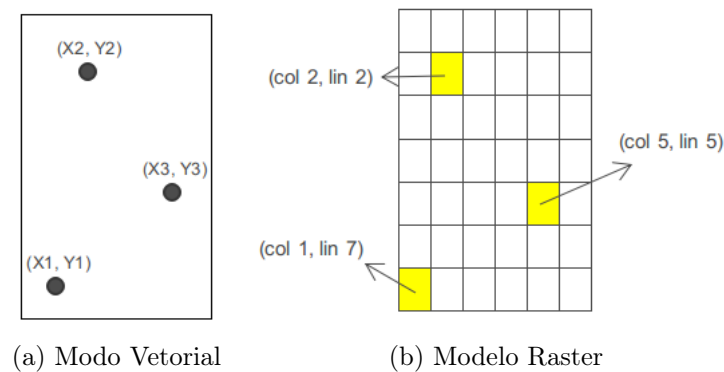 (X2, Y2)
(X3, Y3)
(X1, Y1)
(col 2, lin 2)
(col 5, lin 5)
(col 1, lin 7)
(a) Modo Vetorial
(b) Modelo Raster